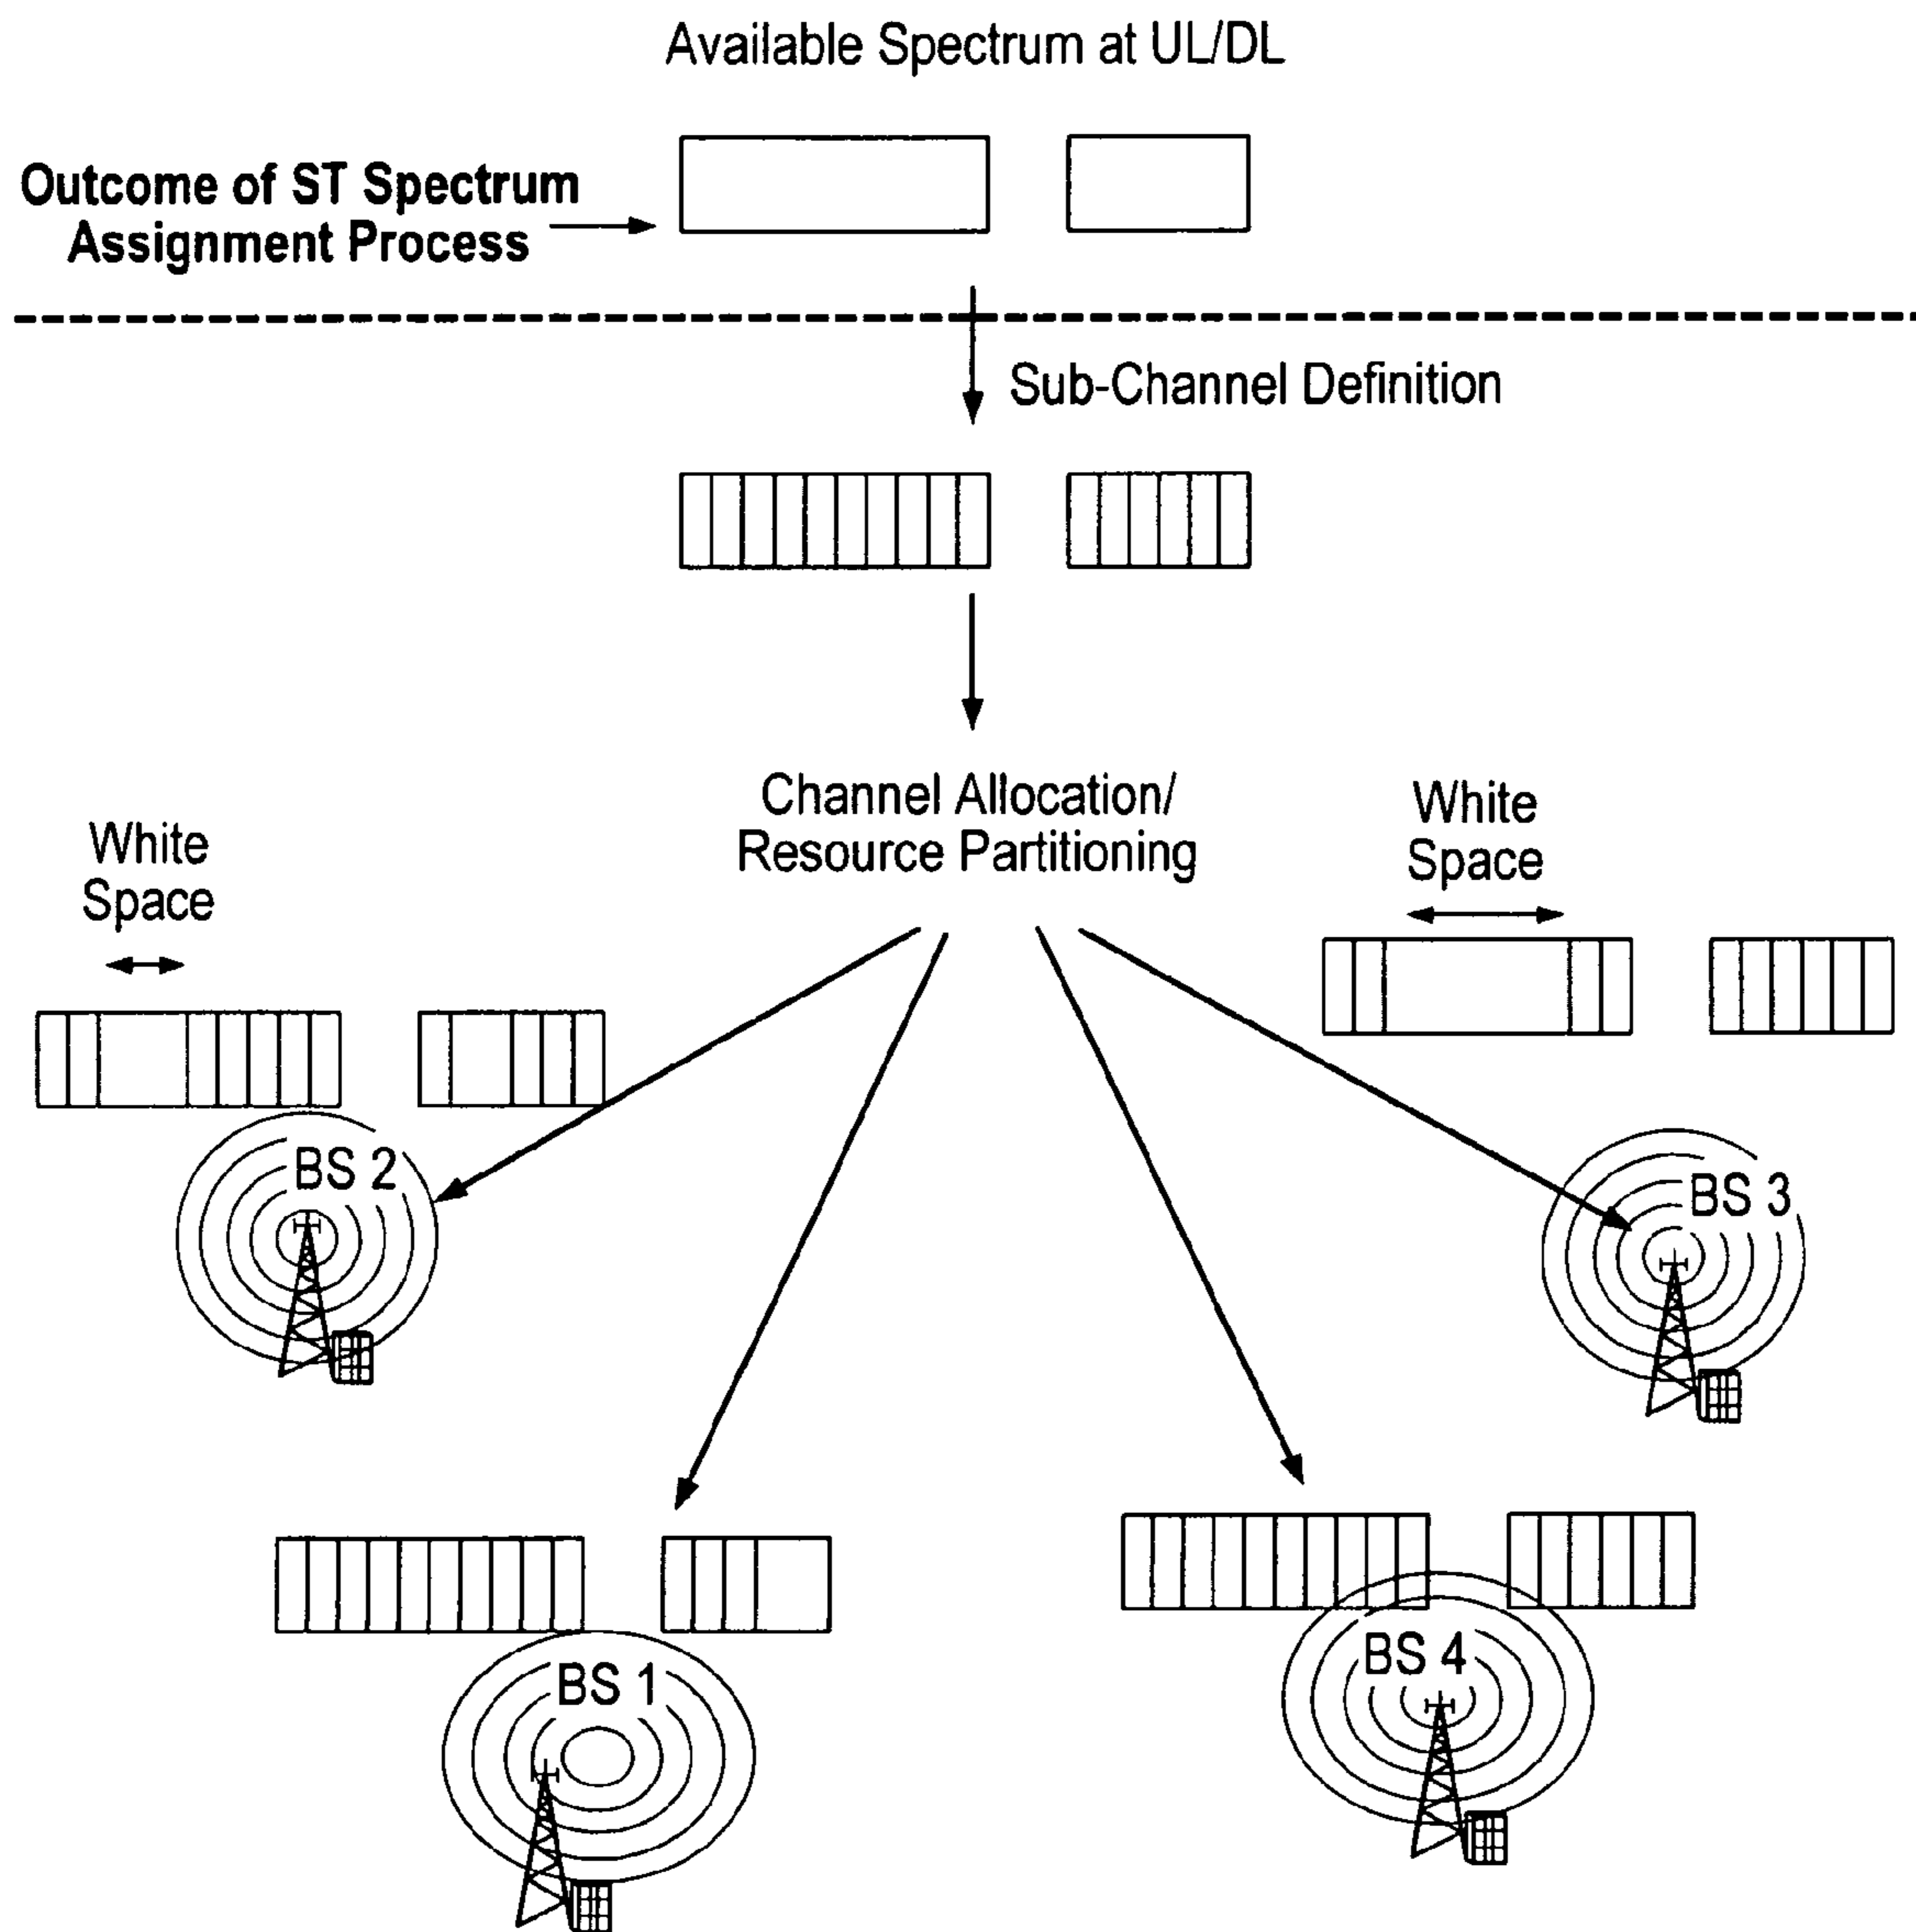 Available Spectrum at UL/DL
Outcome of ST Spectrum
Assignment Process
Sub-Channel Definition
Channel Allocation/
Resource Partitioning
White
Space
White
Space
BS 2
BS 3
BS 1
BS 4